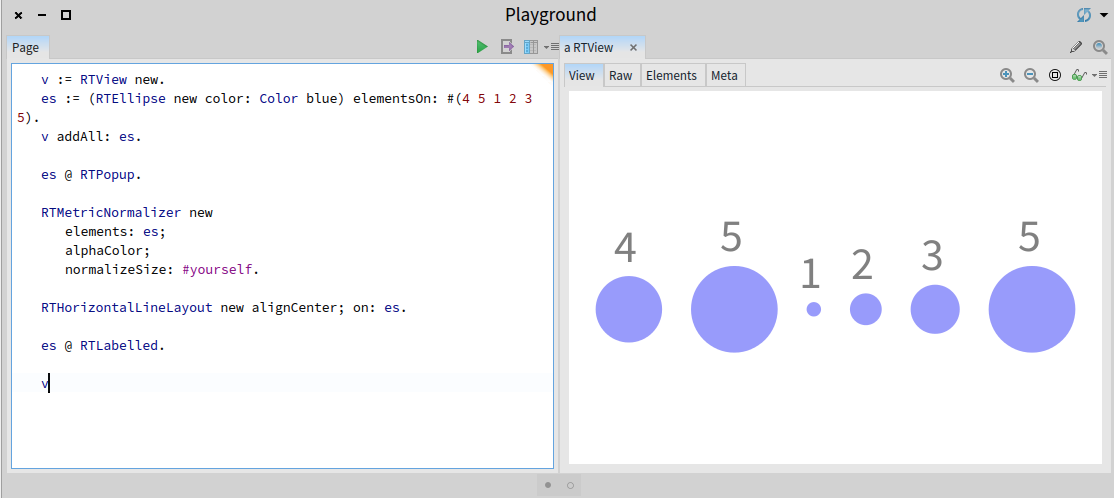 Playground
Page
a RTView ×
v := RTView new.
es := (RTEllipse new color: Color blue) elementsOn: #(4 5 1 2 3
5).
v addAll: es.
es @ RTPopup.
RTMetricNormalizer new
elements: es;
alphaColor;
normalizeSize: #yourself.
RTHorizontalLineLayout new alignCenter; on: es.
es @ RTLabelled.
v
View Raw Elements Meta
4 5 1 2 3 5